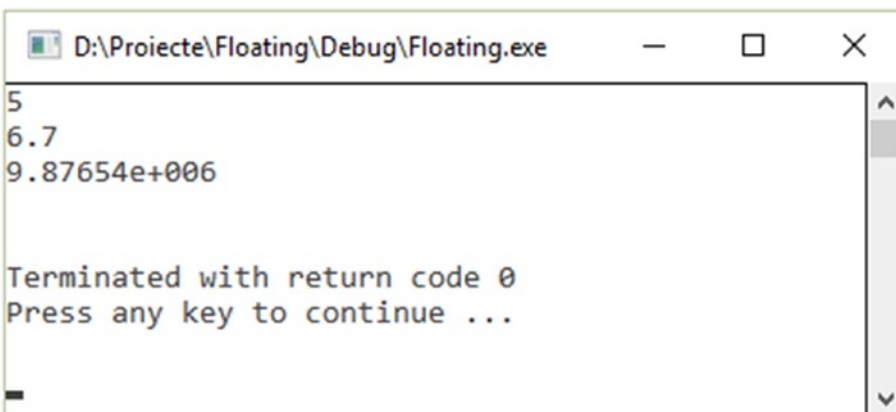 D:\Proiecte\Floating\Debug\Floating.exe
5
6.7
9.87654e+006
Terminated with return code 0
Press any key to continue ...